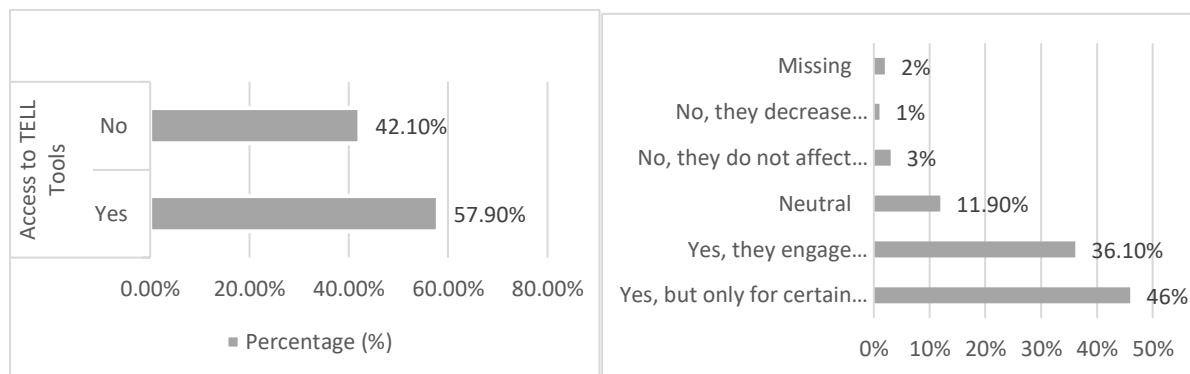 Access to TELL
Tools
No
42.10%
Yes
57.90%
0.00% 20.00% 40.00% 60.00% 80.00%
Percentage (%)
Missing
2%
No, they decrease…
1%
No, they do not affect…
3%
Neutral
11.90%
Yes, they engage…
36.10%
Yes, but only for certain…
46%
0% 10% 20% 30% 40% 50%